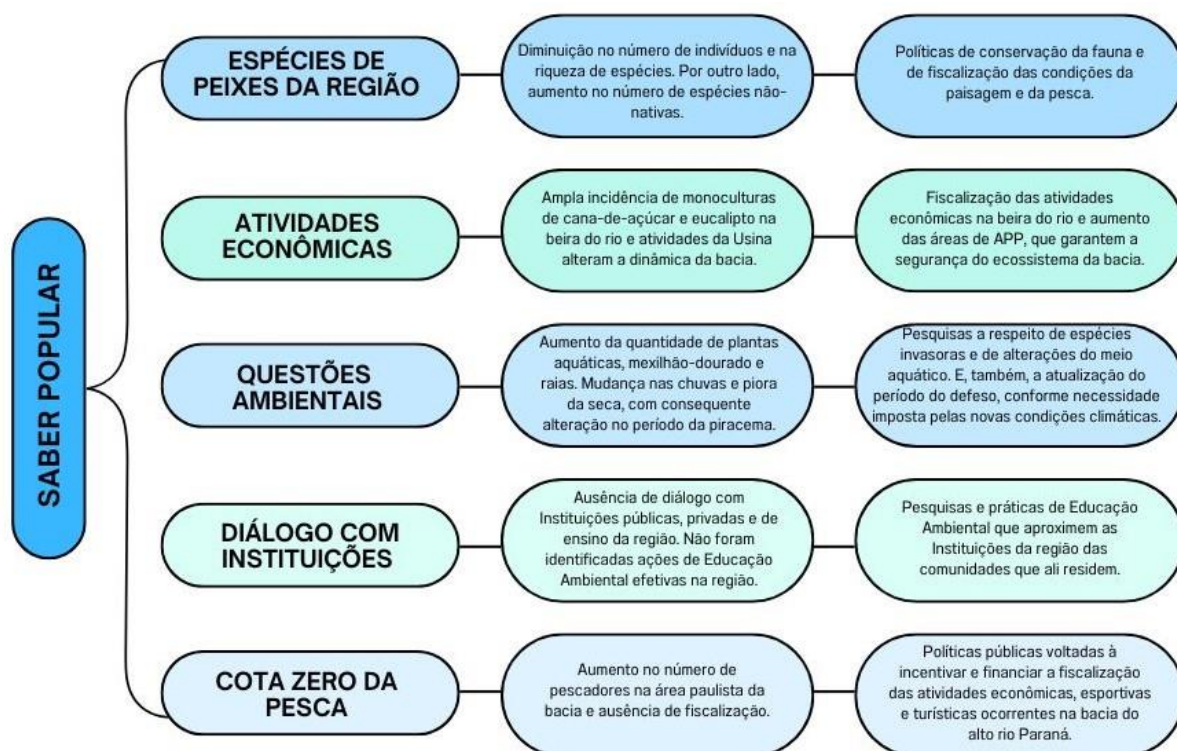 SABER POPULAR
ESPÉCIES DE
PEIXES DA REGIÃO
Diminuição no número de indivíduos e na
riqueza de espécies. Por outro lado,
aumento no número de espécies não-
nativas.
Políticas de conservação da fauna e
de fiscalização das condições da
paisagem e da pesca.
ATIVIDADES
ECONÔMICAS
Ampla incidência de monoculturas
de cana-de-açúcar e eucalipto na
beira do rio e atividades da Usina
alteram a dinâmica da bacia.
Fiscalização das atividades
econômicas na beira do rio e aumento
das áreas de APP, que garantem a
segurança do ecossistema da bacia.
QUESTÕES
AMBIENTAIS
Aumento da quantidade de plantas
aquáticas, mexilhão-dourado e
raias. Mudança nas chuvas e piora
da seca, com consequente
alteração no período da piracema.
Pesquisas a respeito de espécies
invasoras e de alterações do meio
aquático. E, também, a atualização do
período do defeso, conforme necessidade
imposta pelas novas condições climáticas.
DIÁLOGO COM
INSTITUIÇÕES
Ausência de diálogo com
Instituições públicas, privadas e de
ensino da região. Não foram
identificadas ações de Educação
Ambiental efetivas na região.
Pesquisas e práticas de Educação
Ambiental que aproximem as
Instituições da região das
comunidades que ali residem.
COTA ZERO DA
PESCA
Aumento no número de
pescadores na área paulista da
bacia e ausência de fiscalização.
Políticas públicas voltadas à
incentivar e financiar a fiscalização
das atividades econômicas, esportivas
e turísticas ocorrentes na bacia do
alto rio Paraná.